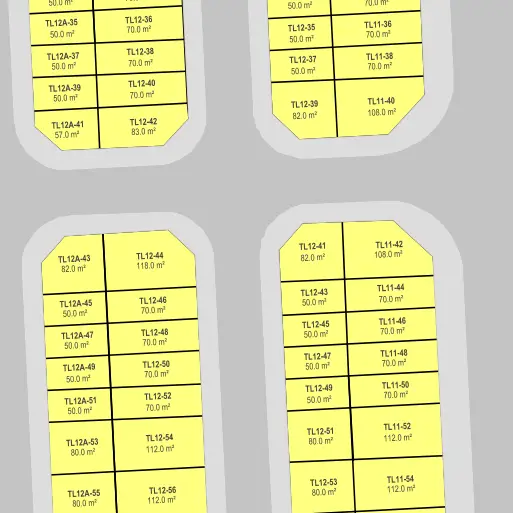 50.0 m²
TL12A-35
50.0 m²
TL12-36
70.0 m²
TL12A-37
50.0 m²
TL12-38
70.0 m²
TL12A-39
50.0 m²
TL12-40
70.0 m²
TL12A-41
57.0 m²
TL12-42
83.0 m²
50.0 m²
70.0 m²
TL12-35
50.0 m²
TL11-36
70.0 m²
TL12-37
50.0 m²
TL11-38
70.0 m²
TL12-39
82.0 m²
TL11-40
108.0 m²
TL12A-43
82.0 m²
TL12-44
118.0 m²
TL12A-45
50.0 m²
TL12-46
70.0 m²
TL12A-47
50.0 m²
TL12-48
70.0 m²
TL12A-49
50.0 m²
TL12-50
70.0 m²
TL12A-51
50.0 m²
TL12-52
70.0 m²
TL12A-53
80.0 m²
TL12-54
112.0 m²
TL12A-55
80.0 m²
TL12-56
112.0 m²
TL12-41
82.0 m²
TL11-42
108.0 m²
TL12-43
50.0 m²
TL11-44
70.0 m²
TL12-45
50.0 m²
TL11-46
70.0 m²
TL12-47
50.0 m²
TL11-48
70.0 m²
TL12-49
50.0 m²
TL11-50
70.0 m²
TL12-51
80.0 m²
TL11-52
112.0 m²
TL12-53
80.0 m²
TL11-54
112.0 m²